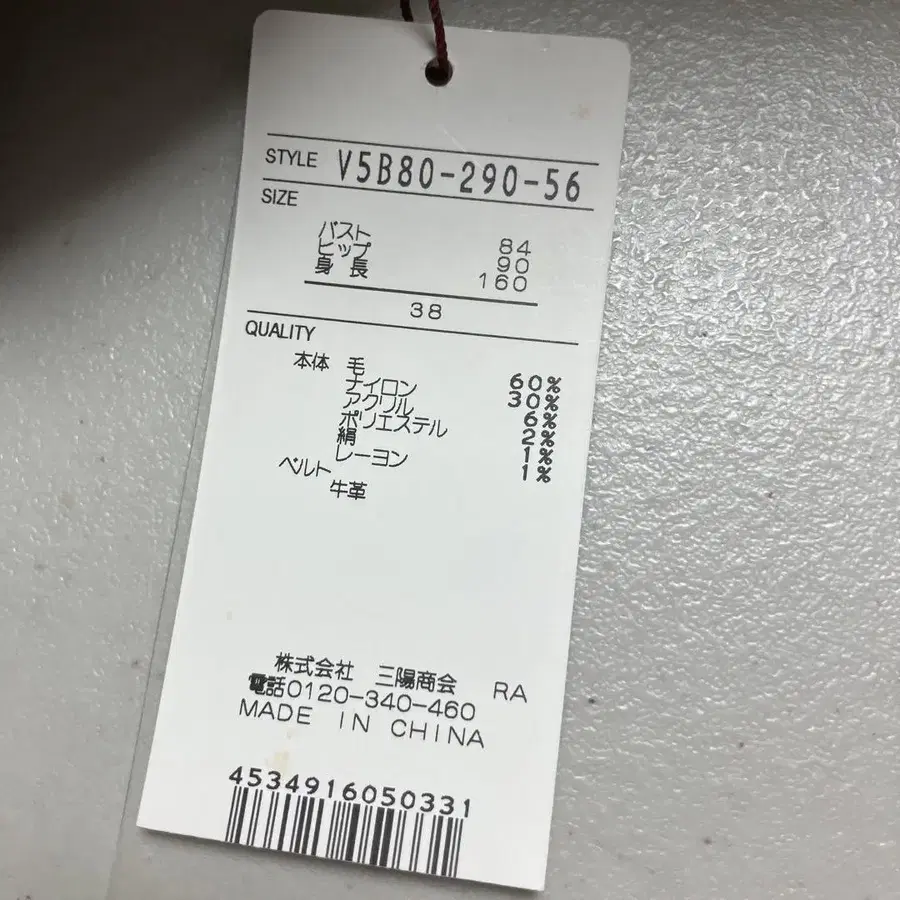 STYLE V5B80-290-56
SIZE
バスト 84
ヒップ 90
身長 160
38
QUALITY
本体 毛 60%
ナイロン 30%
アクリル 6%
ポリエステル 2%
絹 1%
レーヨン 1%
ベルト
牛革
株式会社 三陽商会 RA
電話0120-340-460
MADE IN CHINA
4534916050331